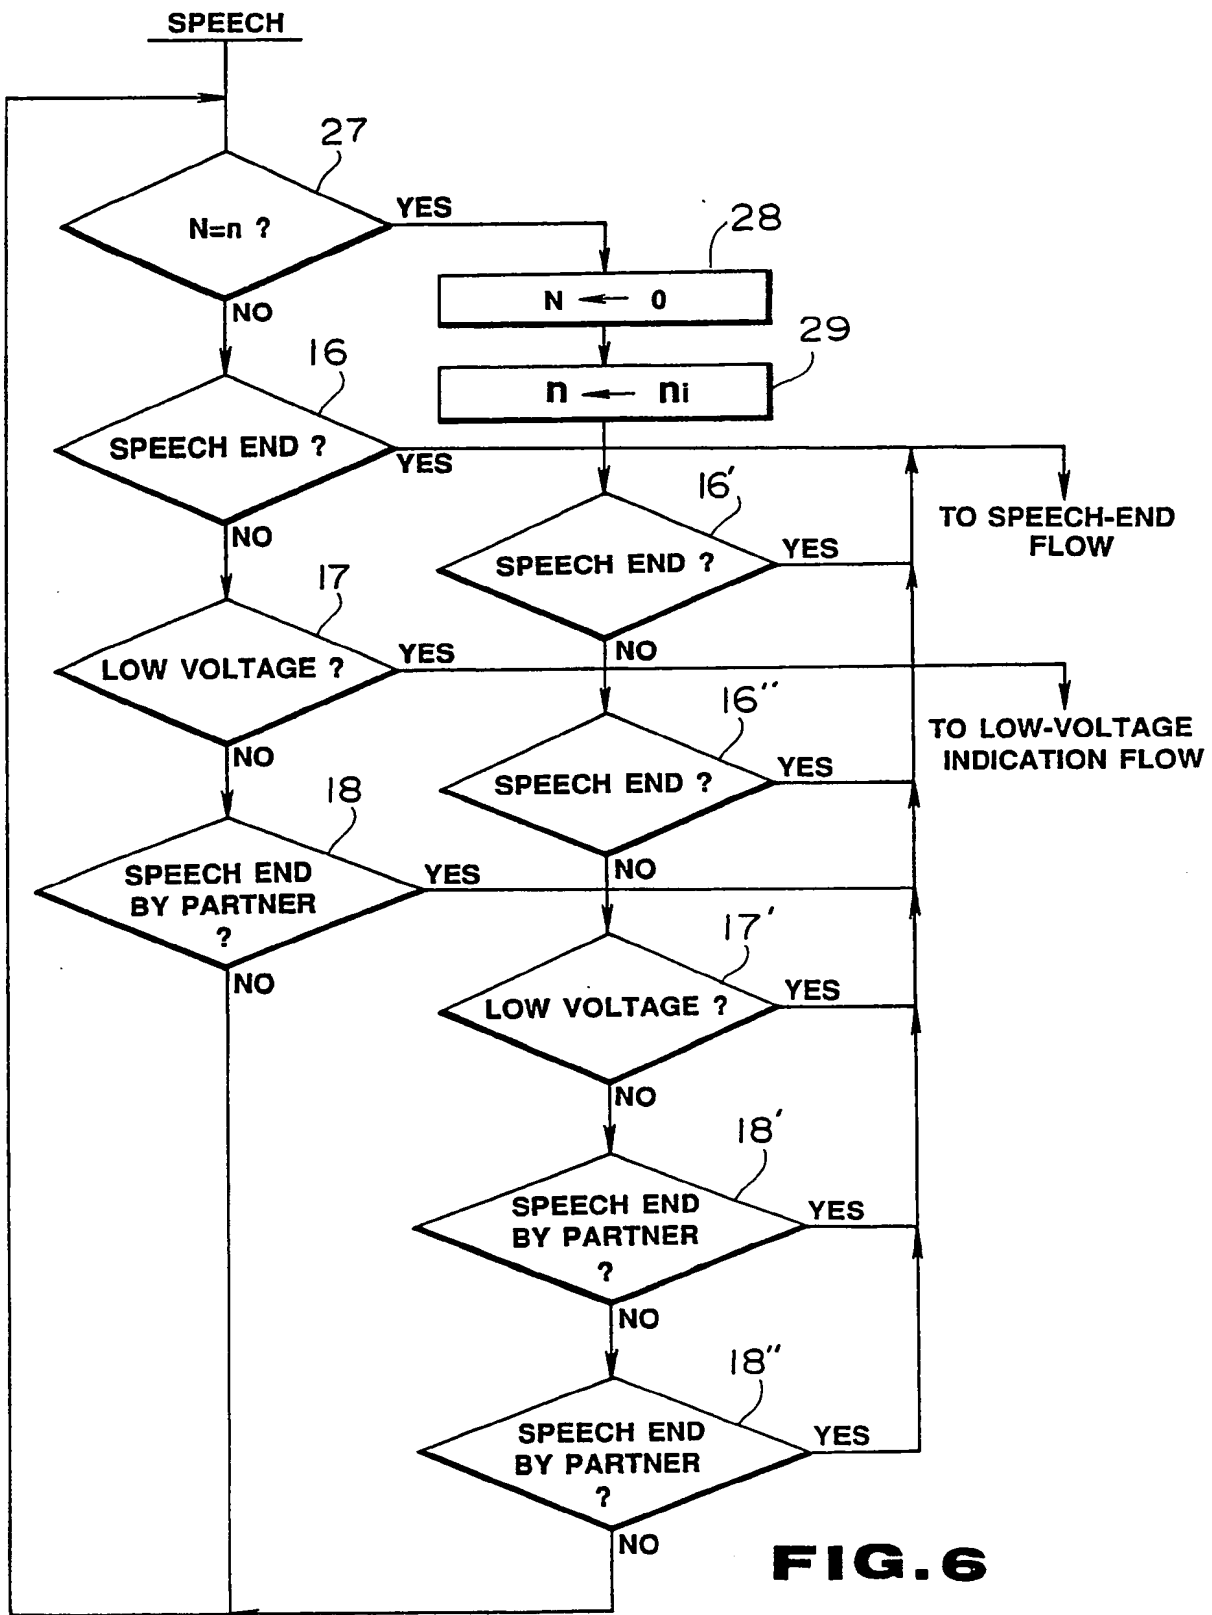 SPEECH
27
N=n ?
YES
NO
28
N ← 0
29
n ← ni
16
SPEECH END ?
YES
NO
TO SPEECH-END
FLOW
16'
SPEECH END ?
YES
NO
17
LOW VOLTAGE ?
YES
NO
TO LOW-VOLTAGE
INDICATION FLOW
16''
SPEECH END ?
YES
NO
18
SPEECH END
BY PARTNER
?
YES
NO
17'
LOW VOLTAGE ?
YES
NO
18'
SPEECH END
BY PARTNER
?
YES
NO
18''
SPEECH END
BY PARTNER
?
YES
NO
FIG.6